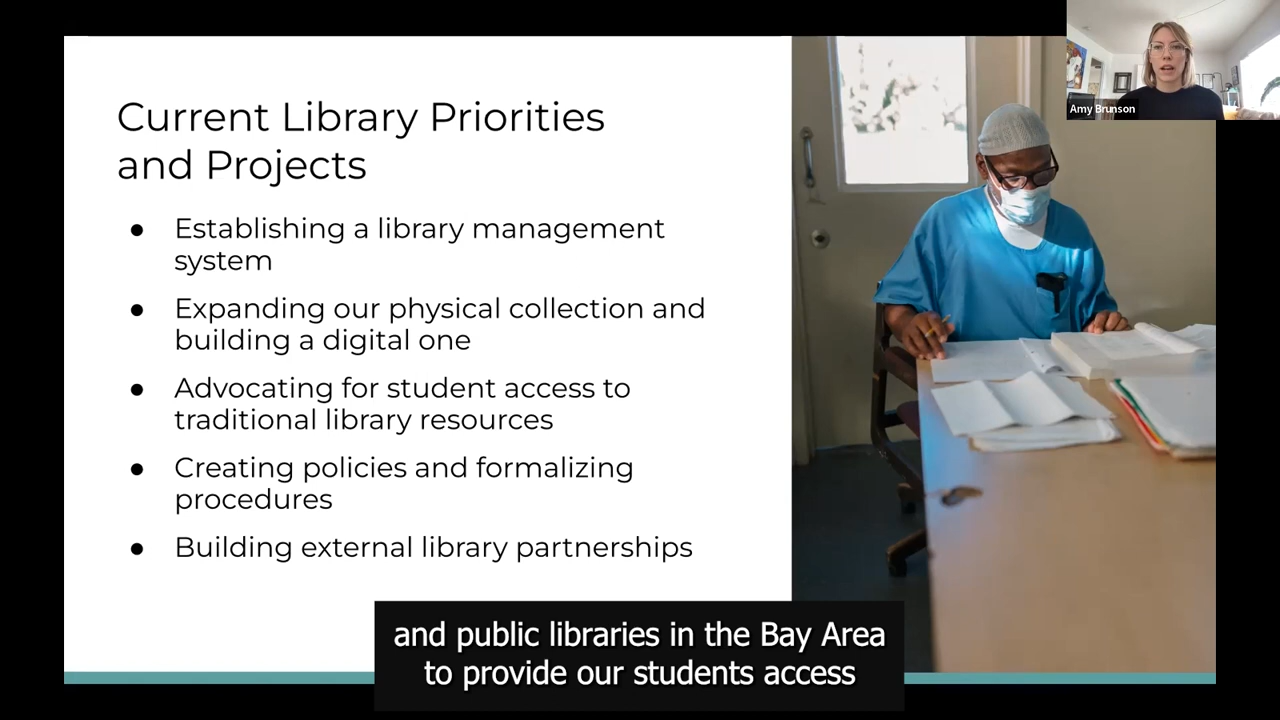 Current Library Priorities
and Projects
● Establishing a library management
system
● Expanding our physical collection and
building a digital one
● Advocating for student access to
traditional library resources
● Creating policies and formalizing
procedures
● Building external library partnerships
Amy Brunson
and public libraries in the Bay Area
to provide our students access